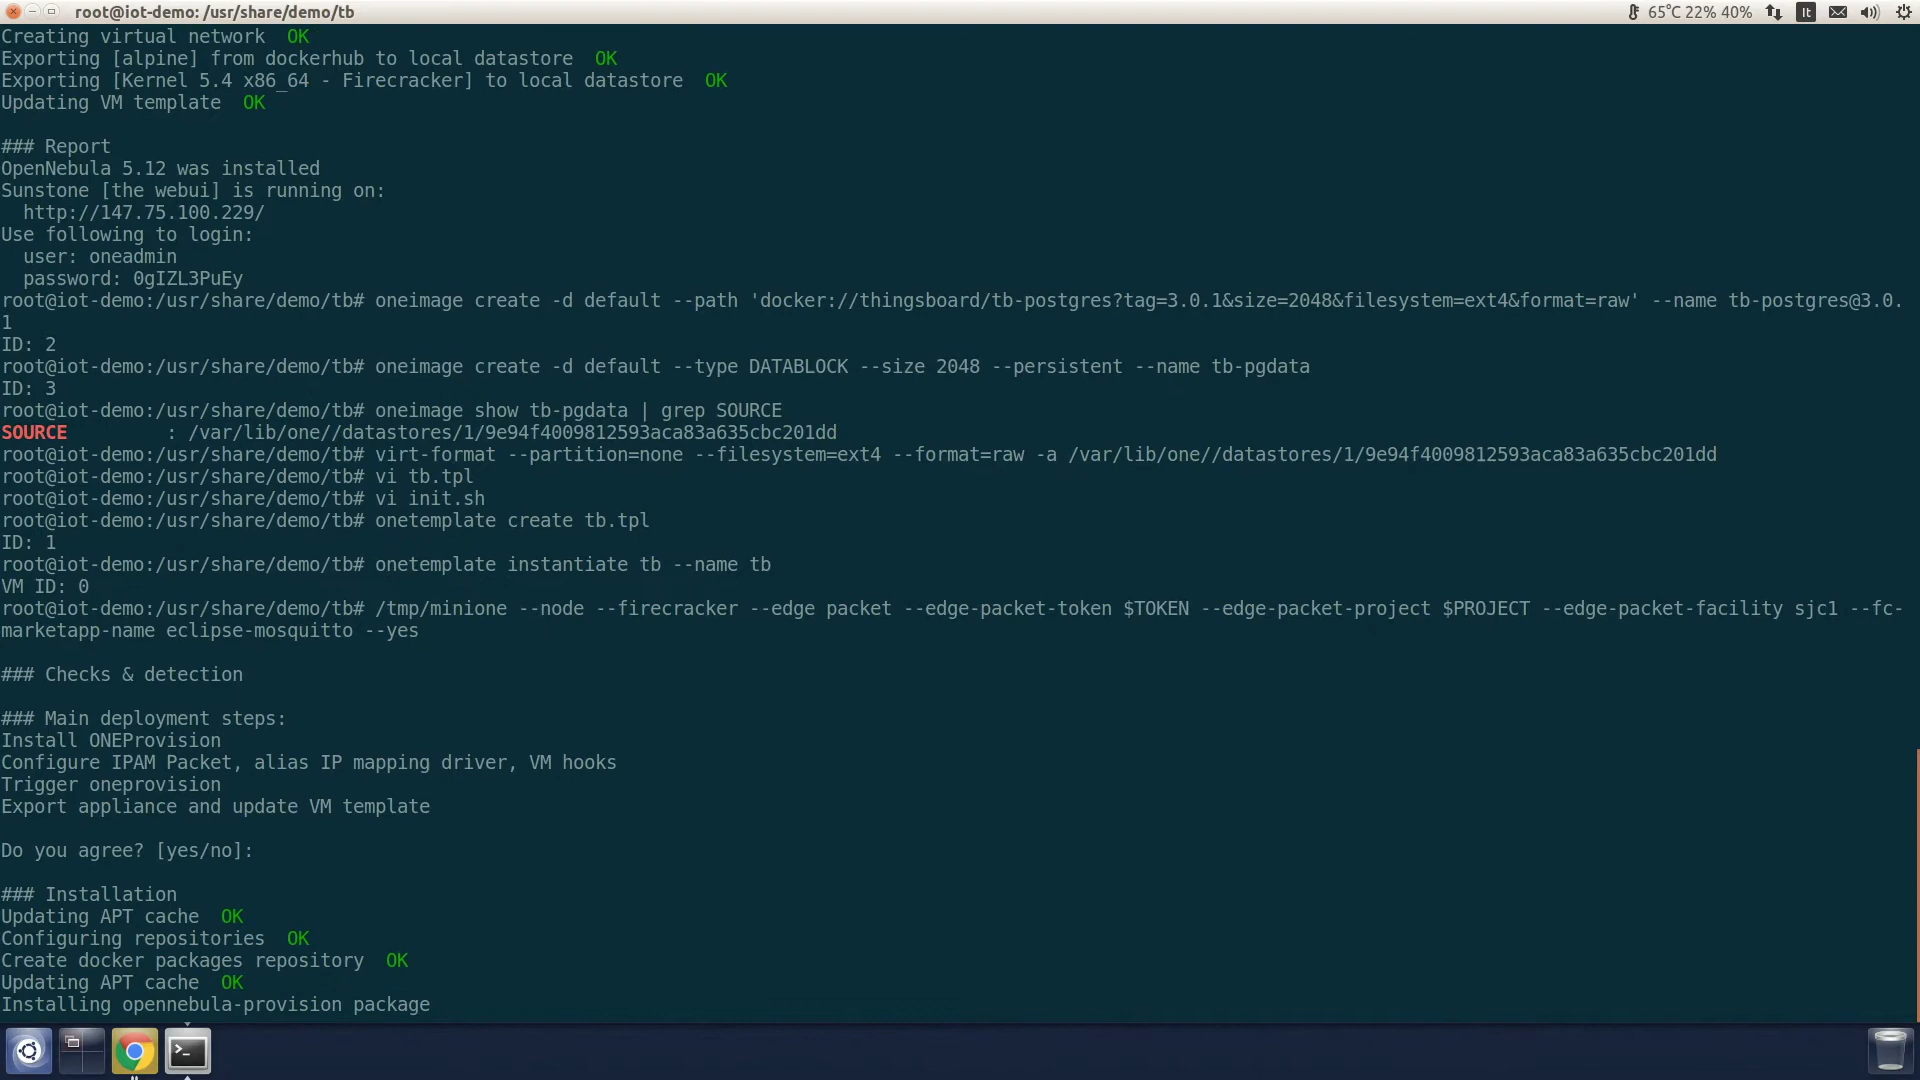 root@iot-demo: /usr/share/demo/tb
65°C 22% 40%
It
Creating virtual network  OK
Exporting [alpine] from dockerhub to local datastore  OK
Exporting [Kernel 5.4 x86_64 - Firecracker] to local datastore  OK
Updating VM template  OK
### Report
OpenNebula 5.12 was installed
Sunstone [the webui] is running on:
  http://147.75.100.229/
Use following to login:
  user: oneadmin
  password: 0gIZL3PuEy
root@iot-demo:/usr/share/demo/tb# oneimage create -d default --path 'docker://thingsboard/tb-postgres?tag=3.0.1&size=2048&filesystem=ext4&format=raw' --name tb-postgres@3.0.
1
ID: 2
root@iot-demo:/usr/share/demo/tb# oneimage create -d default --type DATABLOCK --size 2048 --persistent --name tb-pgdata
ID: 3
root@iot-demo:/usr/share/demo/tb# oneimage show tb-pgdata | grep SOURCE
SOURCE         : /var/lib/one//datastores/1/9e94f4009812593aca83a635cbc201dd
root@iot-demo:/usr/share/demo/tb# virt-format --partition=none --filesystem=ext4 --format=raw -a /var/lib/one//datastores/1/9e94f4009812593aca83a635cbc201dd
root@iot-demo:/usr/share/demo/tb# vi tb.tpl
root@iot-demo:/usr/share/demo/tb# vi init.sh
root@iot-demo:/usr/share/demo/tb# onetemplate create tb.tpl
ID: 1
root@iot-demo:/usr/share/demo/tb# onetemplate instantiate tb --name tb
VM ID: 0
root@iot-demo:/usr/share/demo/tb# /tmp/minione --node --firecracker --edge packet --edge-packet-token $TOKEN --edge-packet-project $PROJECT --edge-packet-facility sjc1 --fc-
marketapp-name eclipse-mosquitto --yes
### Checks & detection
### Main deployment steps:
Install ONEProvision
Configure IPAM Packet, alias IP mapping driver, VM hooks
Trigger oneprovision
Export appliance and update VM template
Do you agree? [yes/no]:
### Installation
Updating APT cache  OK
Configuring repositories  OK
Create docker packages repository  OK
Updating APT cache  OK
Installing opennebula-provision package